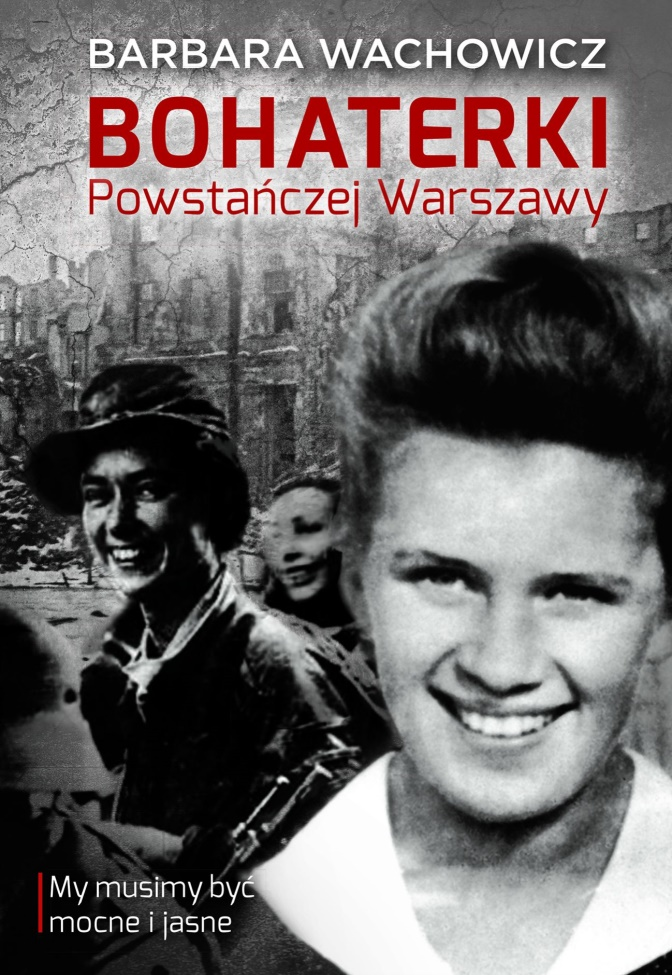 BARBARA WACHOWICZ
BOHATERKI
Powstańczej Warszawy
My musimy być
mocne i jasne